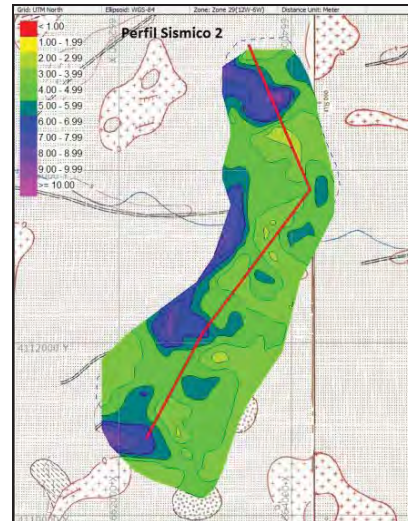 Grid: UTM North Ellipsoid: WGS-84 Zone: Zone 29(12W-6W) Distance Unit: Meter
Perfil Sismico 2
< 1.00
1.00 - 1.99
2.00 - 2.99
3.00 - 3.99
4.00 - 4.99
5.00 - 5.99
6.00 - 6.99
7.00 - 7.99
8.00 - 8.99
9.00 - 9.99
>= 10.00
4112000 Y